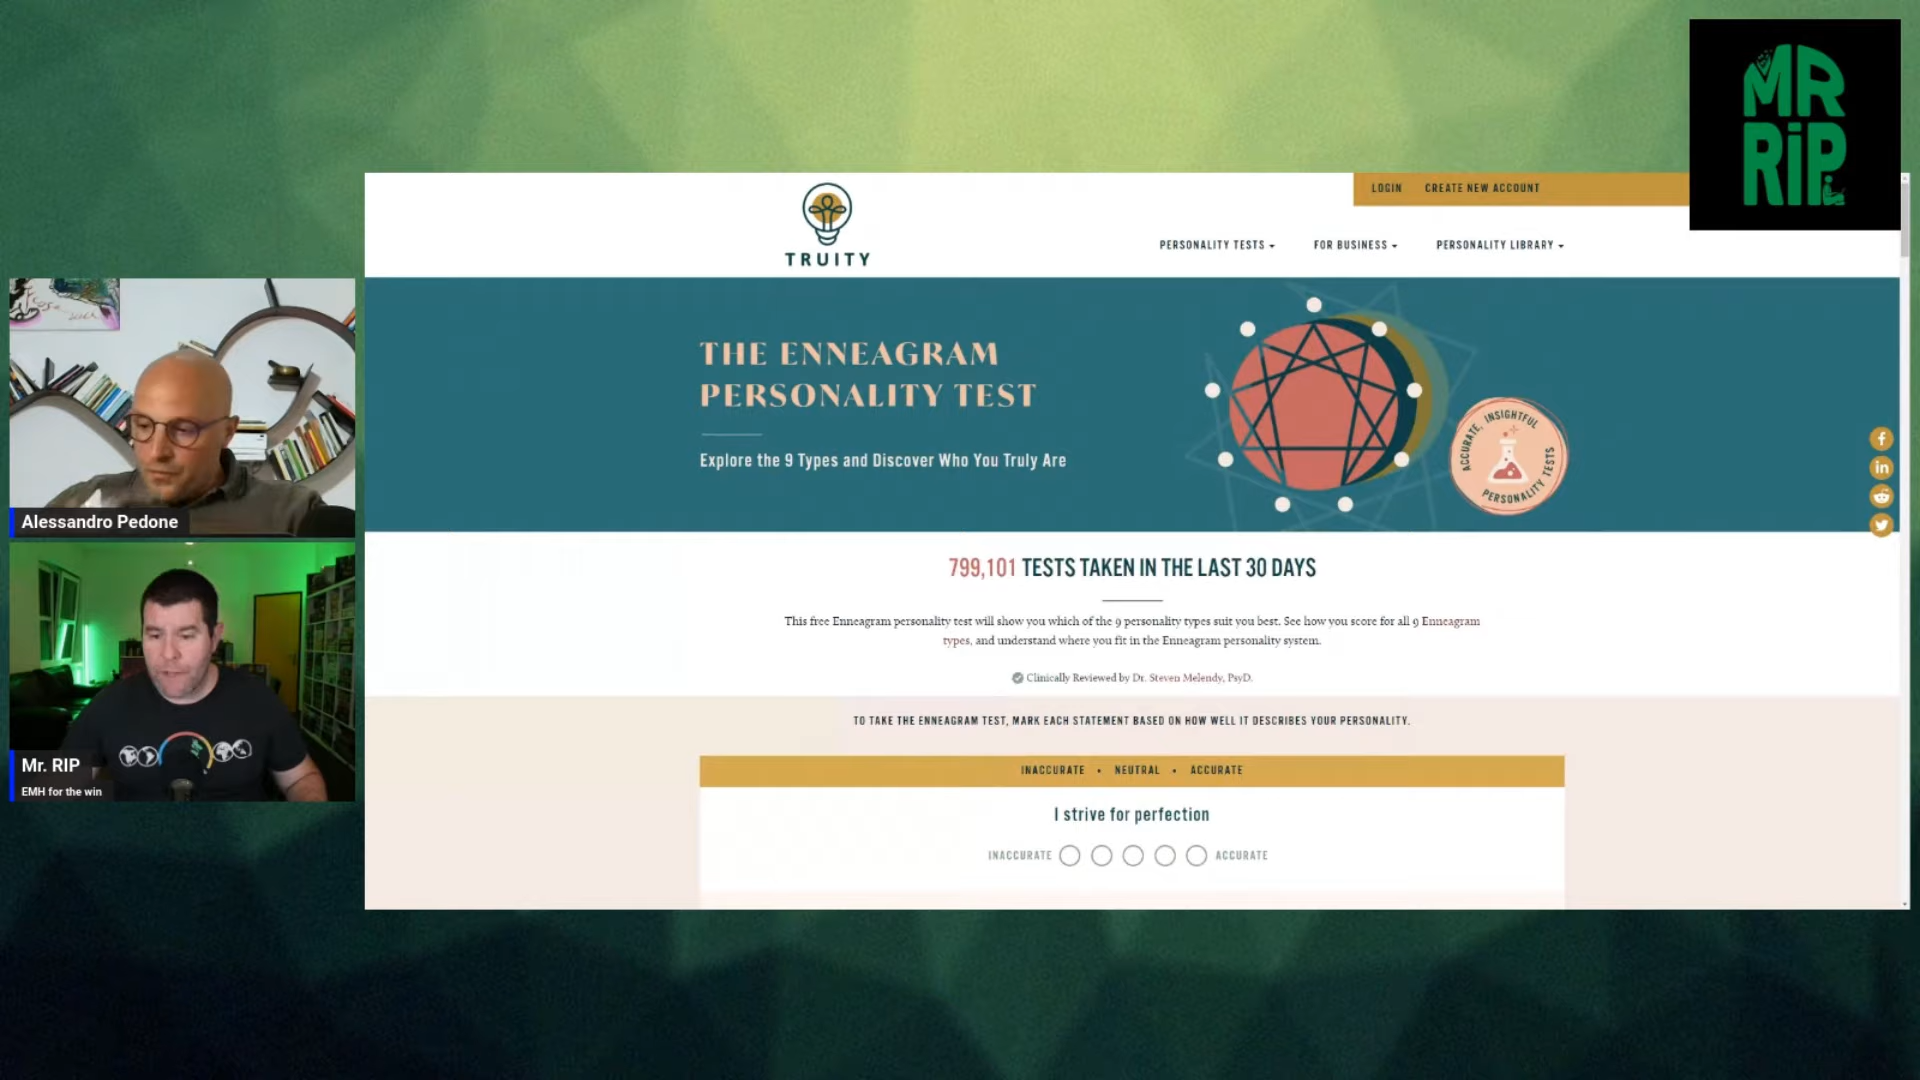 MR
RiP
LOGIN CREATE NEW ACCOUNT
TRUITY
PERSONALITY TESTS FOR BUSINESS PERSONALITY LIBRARY
THE ENNEAGRAM
PERSONALITY TEST
Explore the 9 Types and Discover Who You Truly Are
ACCURATE, INSIGHTFUL
PERSONALITY TESTS
Alessandro Pedone
Mr. RIP
EMH for the win
799,101 TESTS TAKEN IN THE LAST 30 DAYS
This free Enneagram personality test will show you which of the 9 personality types suit you best. See how you score for all 9 Enneagram
types, and understand where you fit in the Enneagram personality system.
Clinically Reviewed by Dr. Steven Melendy, PsyD.
TO TAKE THE ENNEAGRAM TEST, MARK EACH STATEMENT BASED ON HOW WELL IT DESCRIBES YOUR PERSONALITY.
INACCURATE • NEUTRAL • ACCURATE
I strive for perfection
INACCURATE ACCURATE